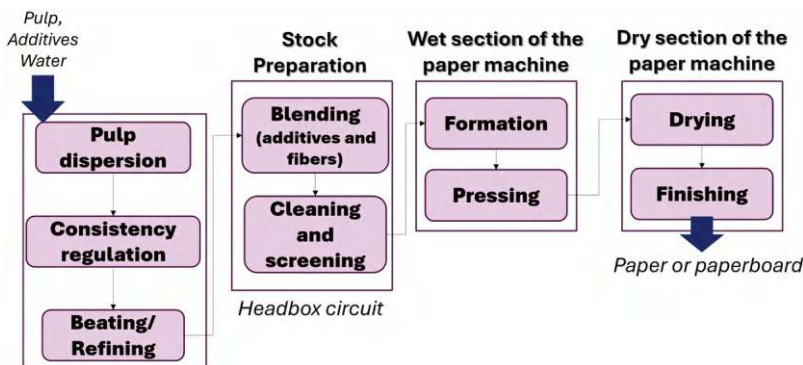 Pulp,
Additives
Water
Pulp
dispersion
Consistency
regulation
Beating/
Refining
Stock
Preparation
Blending
(additives and
fibers)
Cleaning
and
screening
Headbox circuit
Wet section of the
paper machine
Formation
Pressing
Dry section of the
paper machine
Drying
Finishing
Paper or paperboard